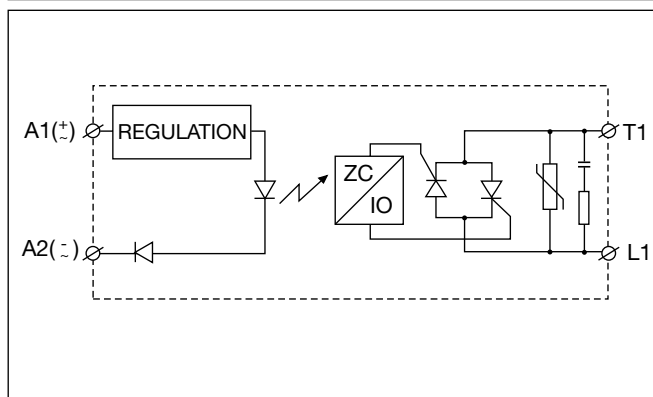 A1(+~)
REGULATION
T1
ZC
IO
A2(-~)
L1